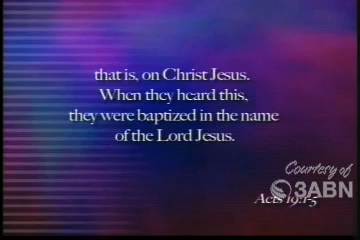 that is, on Christ Jesus.
When they heard this,
they were baptized in the name
of the Lord Jesus.
Courtesy of
3ABN
Acts 19:1-5